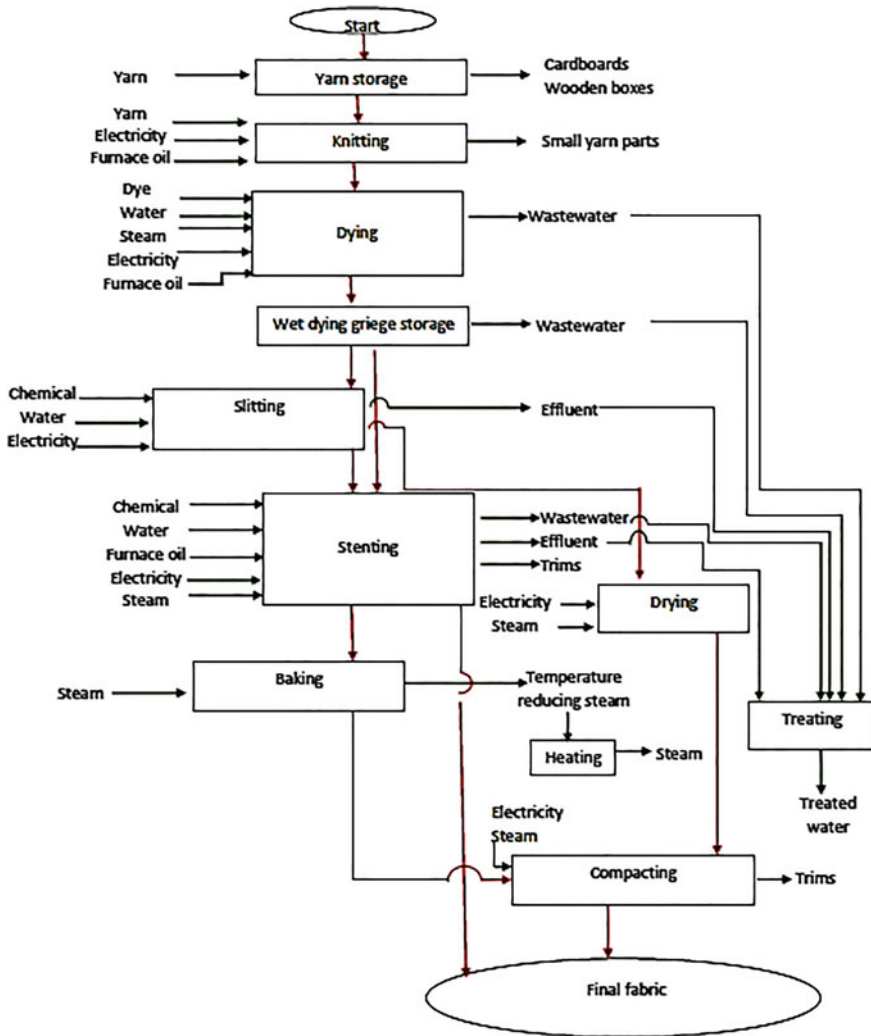 Start
Yarn
Yarn storage
Cardboards
Wooden boxes
Yarn
Electricity
Furnace oil
Knitting
Small yarn parts
Dye
Water
Steam
Electricity
Furnace oil
Dying
Wastewater
Wet dying griege storage
Wastewater
Chemical
Water
Electricity
Slitting
Effluent
Chemical
Water
Furnace oil
Electricity
Steam
Stenting
Wastewater
Effluent
Trims
Electricity
Steam
Drying
Steam
Baking
Temperature
reducing steam
Treating
Heating
Steam
Treated
water
Electricity
Steam
Compacting
Trims
Final fabric